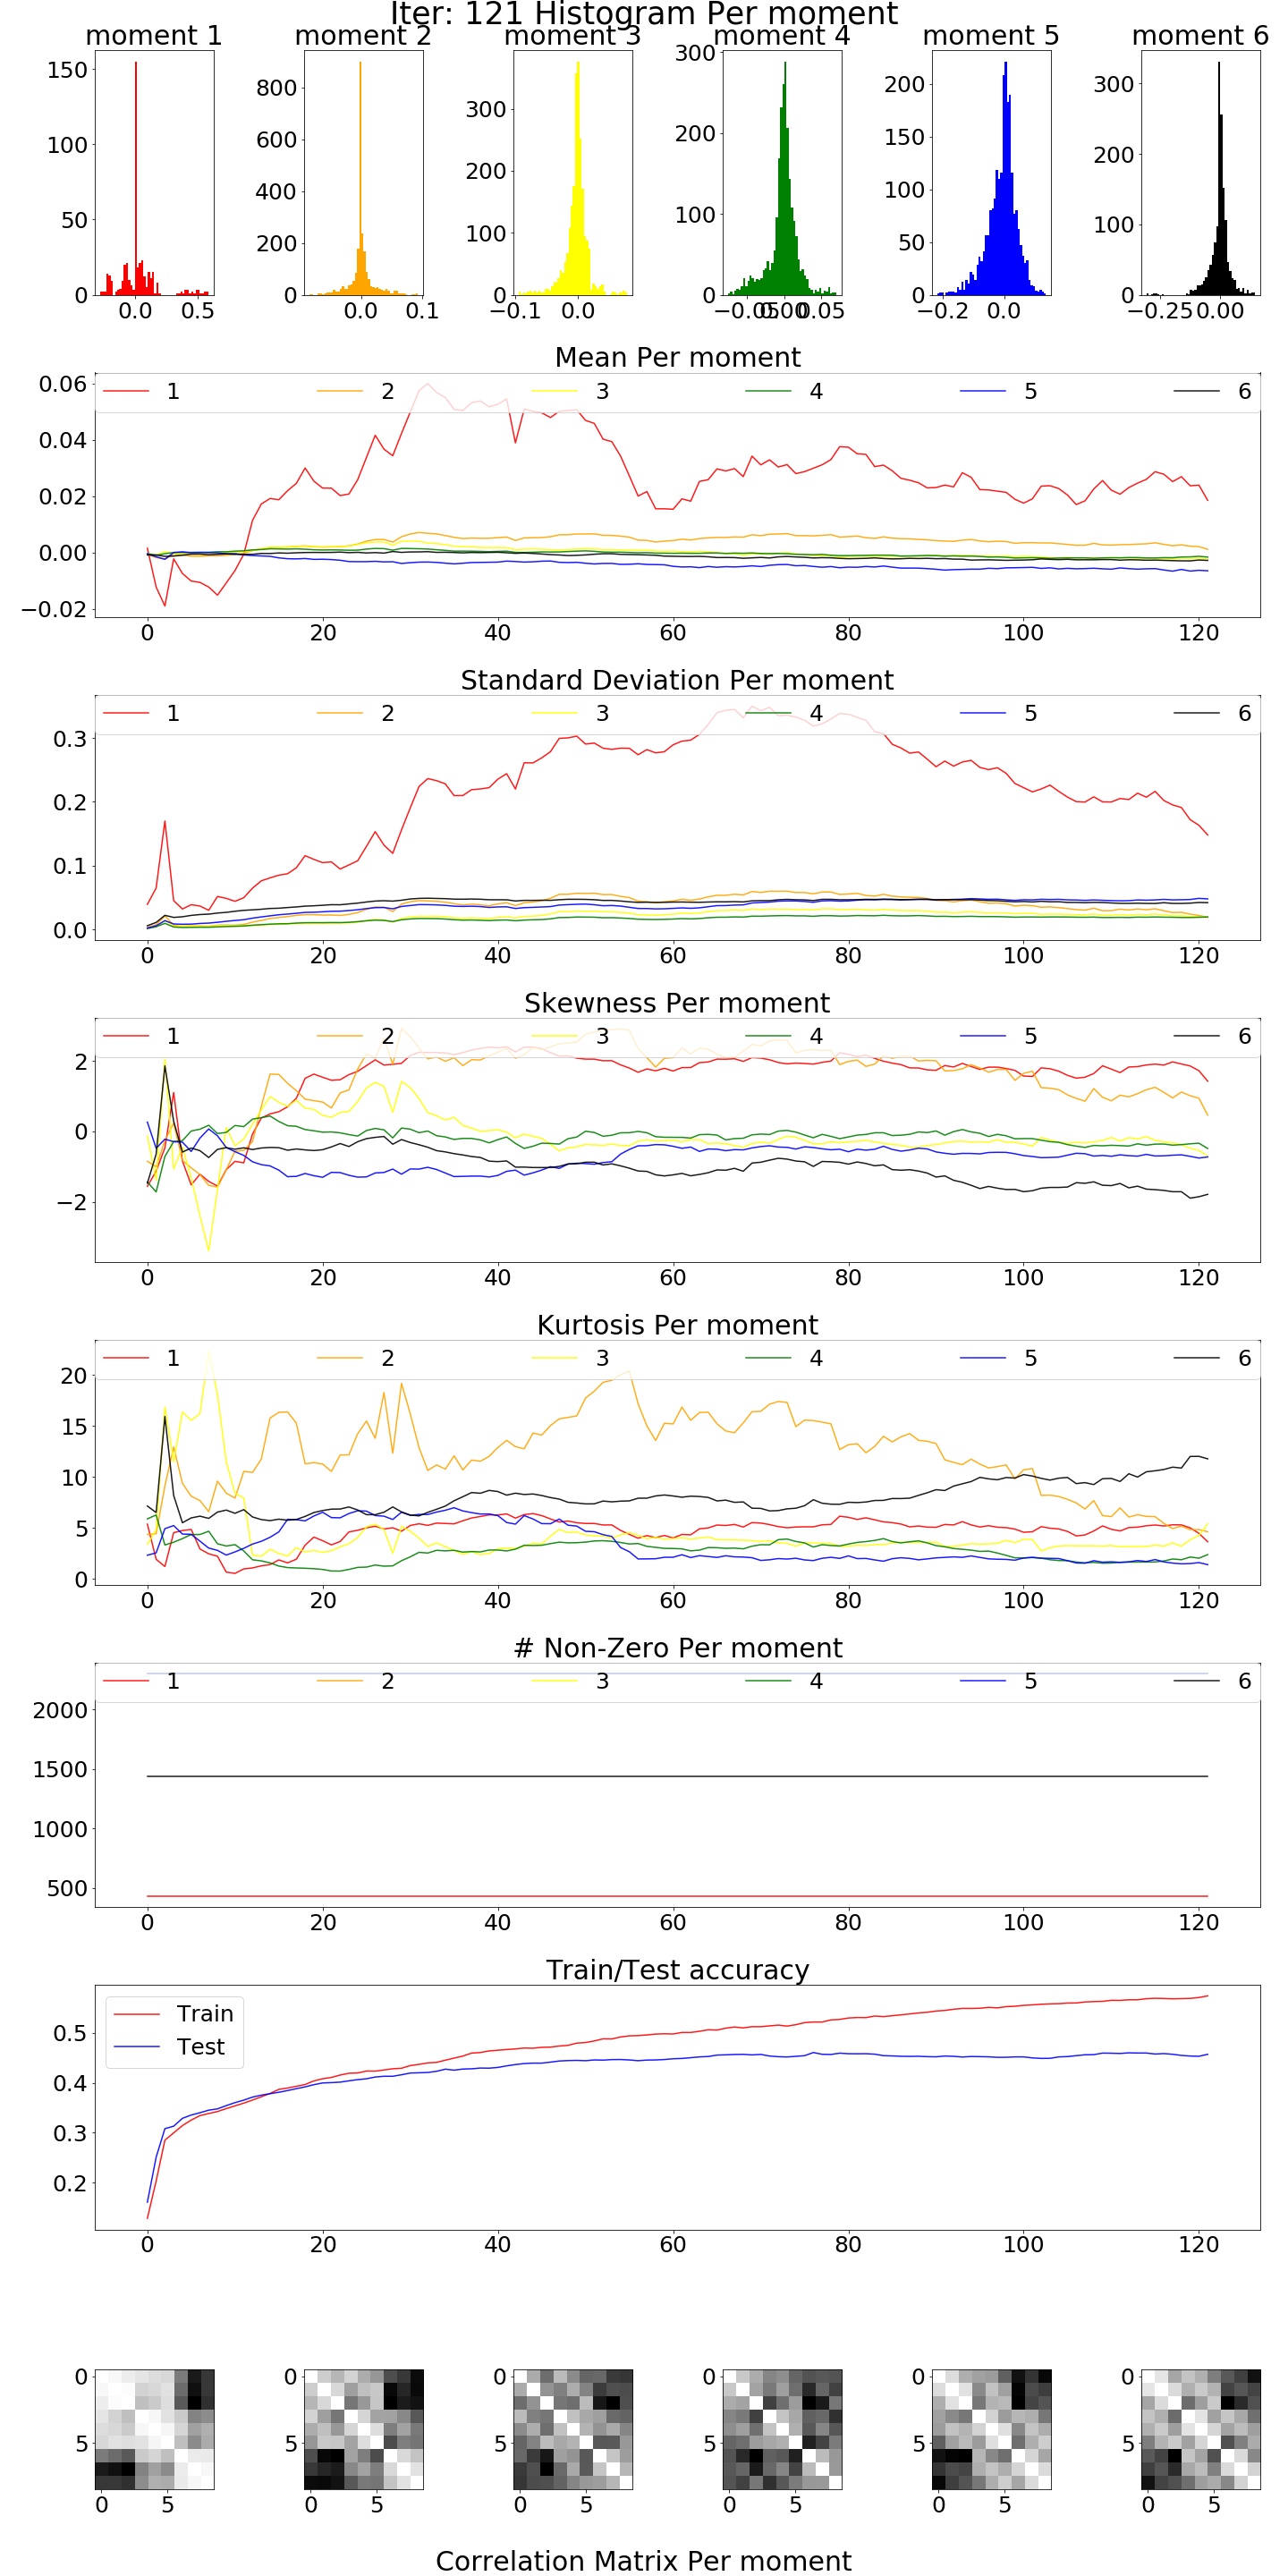 Iter: 121 Histogram Per moment
moment 1 moment 2 moment 3 moment 4 moment 5 moment 6
150 100 50 0
0.0 0.5
800 600 400 200 0
0.0 0.1
300 200 100 0
−0.1 0.0
300 200 100 0
−0.05 0.00 0.05
200 150 100 50 0
−0.2 0.0
300 200 100 0
−0.25 0.00
Mean Per moment
1 2 3 4 5 6
0.06
0.04
0.02
0.00
−0.02
0 20 40 60 80 100 120
Standard Deviation Per moment
1 2 3 4 5 6
0.3
0.2
0.1
0.0
0 20 40 60 80 100 120
Skewness Per moment
1 2 3 4 5 6
2
0
−2
0 20 40 60 80 100 120
Kurtosis Per moment
1 2 3 4 5 6
20
15
10
5
0
0 20 40 60 80 100 120
# Non-Zero Per moment
1 2 3 4 5 6
2000
1500
1000
500
0 20 40 60 80 100 120
Train/Test accuracy
Train
Test
0.5
0.4
0.3
0.2
0 20 40 60 80 100 120
0 0 0 0 0 0
5 5 5 5 5 5
0 5 0 5 0 5 0 5 0 5 0 5
Correlation Matrix Per moment